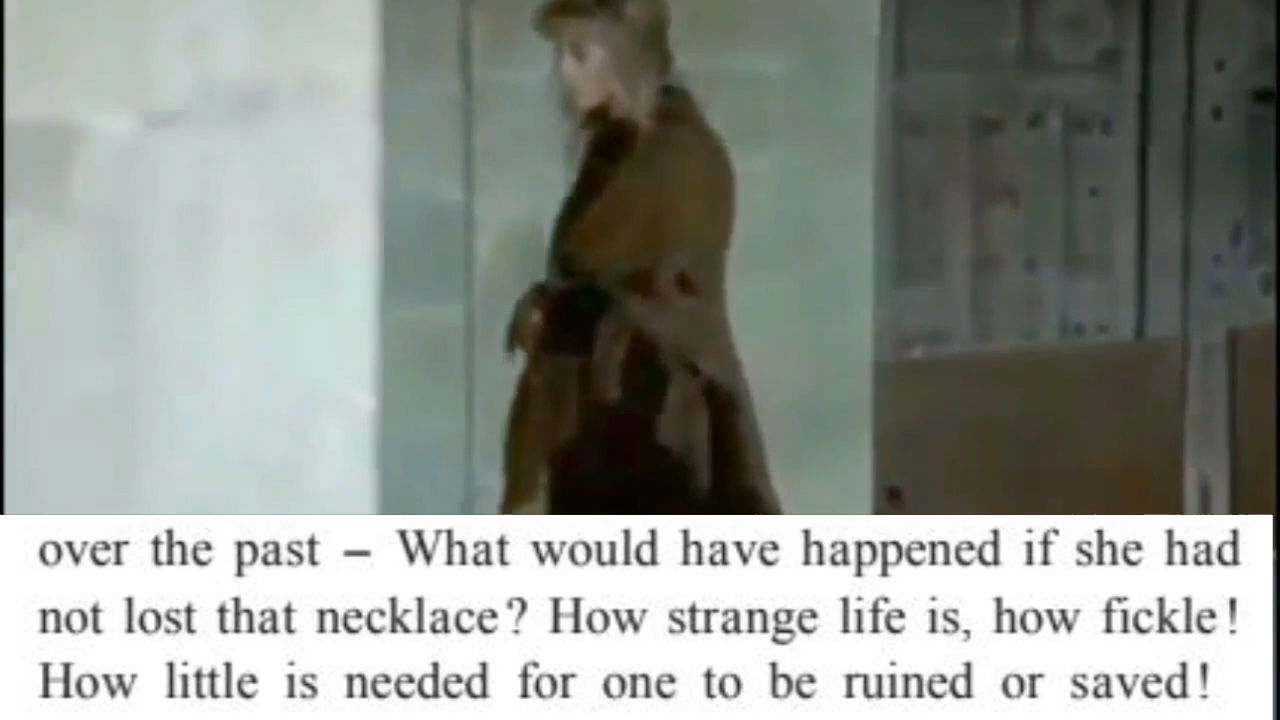 over the past – What would have happened if she had
not lost that necklace? How strange life is, how fickle!
How little is needed for one to be ruined or saved!